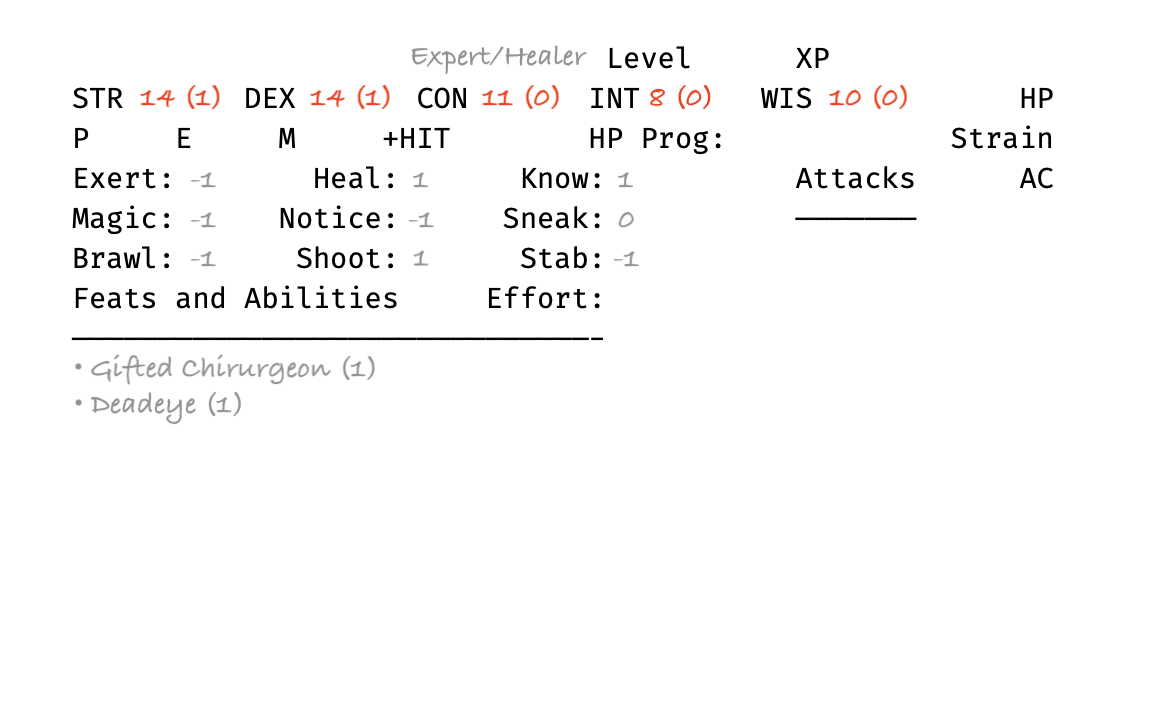 Expert/Healer Level XP
STR 14 (1) DEX 14 (1) CON 11 (0) INT 8 (0) WIS 10 (0) HP
P E M +HIT HP Prog: Strain
Exert: -1 Heal: 1 Know: 1 Attacks AC
Magic: -1 Notice: -1 Sneak: 0
Brawl: -1 Shoot: 1 Stab: -1
Feats and Abilities Effort:
• Gifted Chirurgeon (1)
• Deadeye (1)